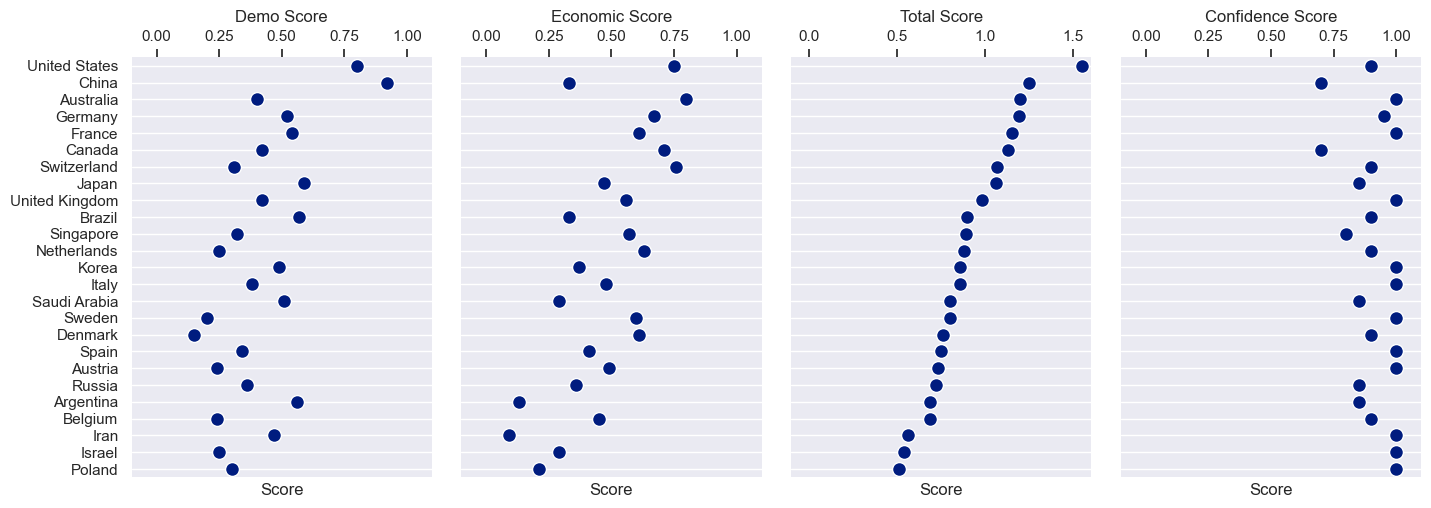 Demo Score
Economic Score
Total Score
Confidence Score
0.00 0.25 0.50 0.75 1.00
0.00 0.25 0.50 0.75 1.00
0.0 0.5 1.0 1.5
0.00 0.25 0.50 0.75 1.00
United States
China
Australia
Germany
France
Canada
Switzerland
Japan
United Kingdom
Brazil
Singapore
Netherlands
Korea
Italy
Saudi Arabia
Sweden
Denmark
Spain
Austria
Russia
Argentina
Belgium
Iran
Israel
Poland
Score
Score
Score
Score